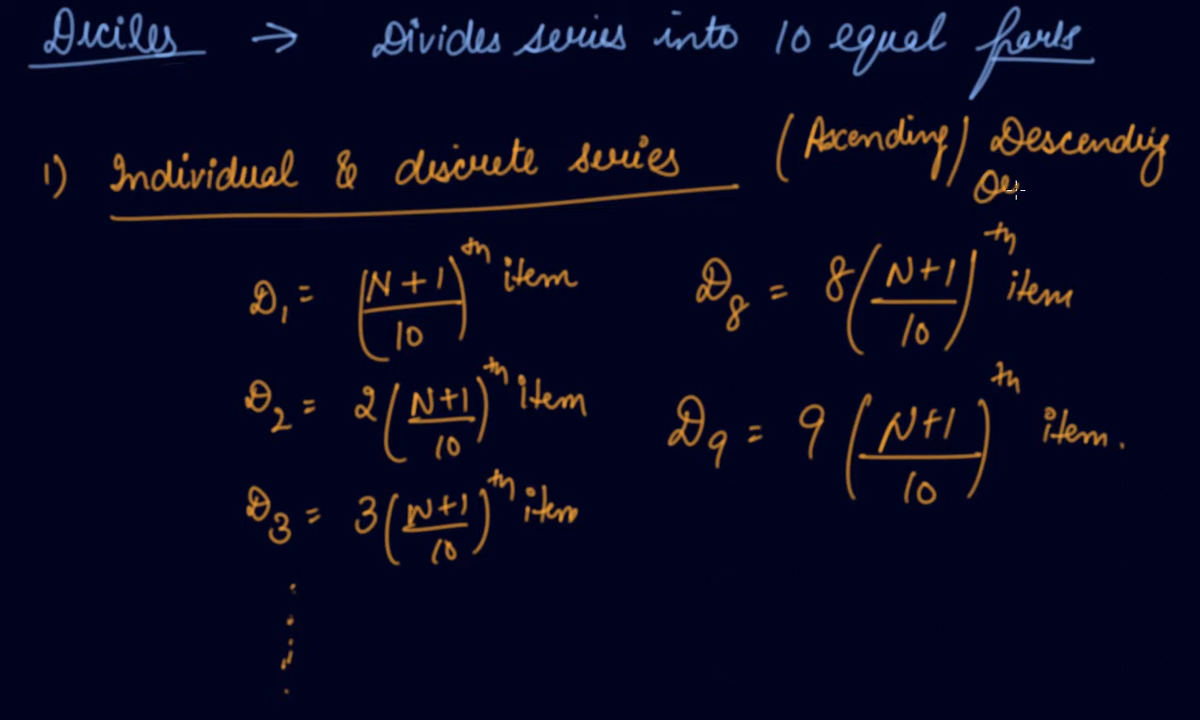 Deciles → Divides series into 10 equal parts
1) Individual & discrete series (Ascending / Descending
D₁ = (N+1/10)ᵗʰ item
D₂ = 2(N+1/10)ᵗʰ item
D₃ = 3(N+1/10)ᵗʰ item
D₈ = 8(N+1/10)ᵗʰ item
D₉ = 9(N+1/10)ᵗʰ item.